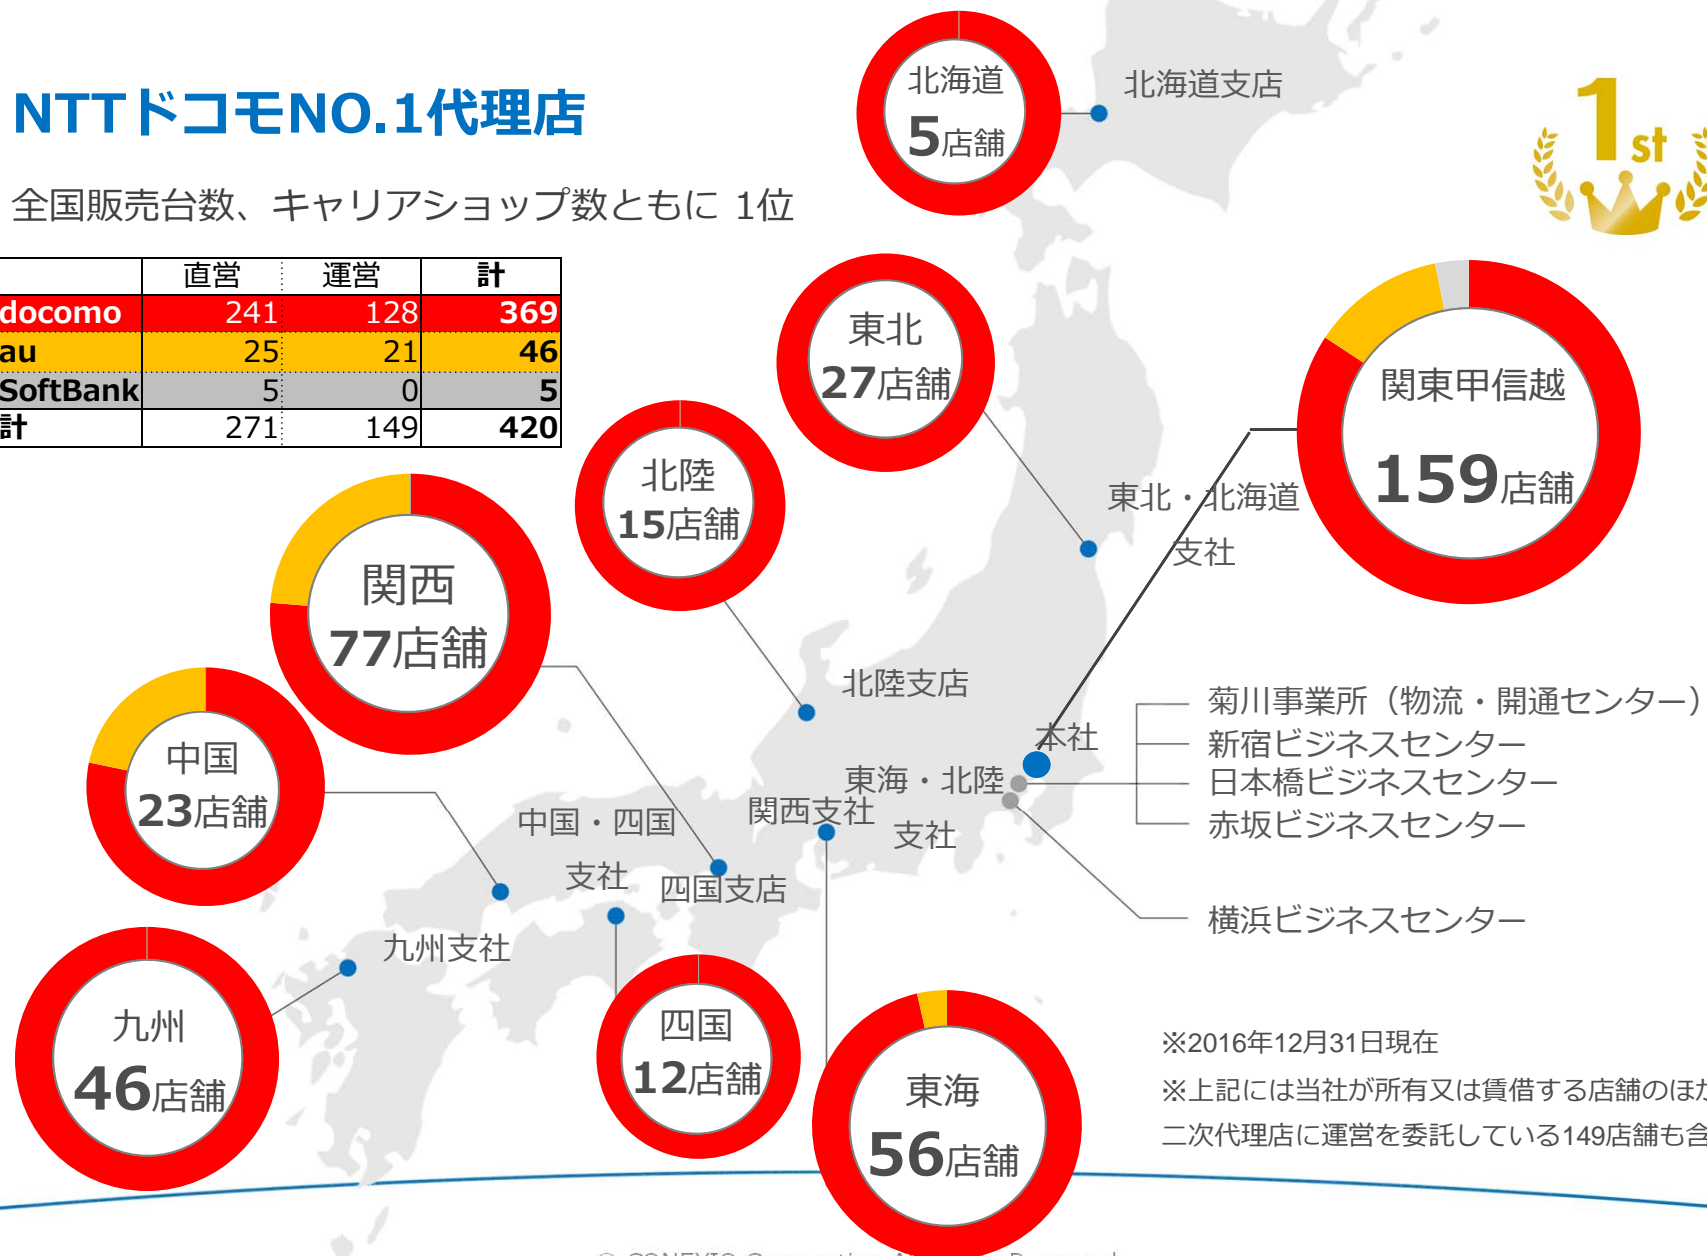 NTTドコモNO.1代理店
全国販売台数、キャリアショップ数ともに 1位
1st
直営 運営 計
docomo 241 128 369
au 25 21 46
SoftBank 5 0 5
計 271 149 420
北海道
5店舗
北海道支店
東北
27店舗
関東甲信越
159店舗
北陸
15店舗
東北・北海道
支社
関西
77店舗
北陸支店
中国
23店舗
本社
東海・北陸
支社
関西支社
中国・四国
支社
四国支店
菊川事業所（物流・開通センター）
新宿ビジネスセンター
日本橋ビジネスセンター
赤坂ビジネスセンター
横浜ビジネスセンター
九州支社
九州
46店舗
四国
12店舗
東海
56店舗
※2016年12月31日現在
※上記には当社が所有又は賃借する店舗のほか
二次代理店に運営を委託している149店舗も含